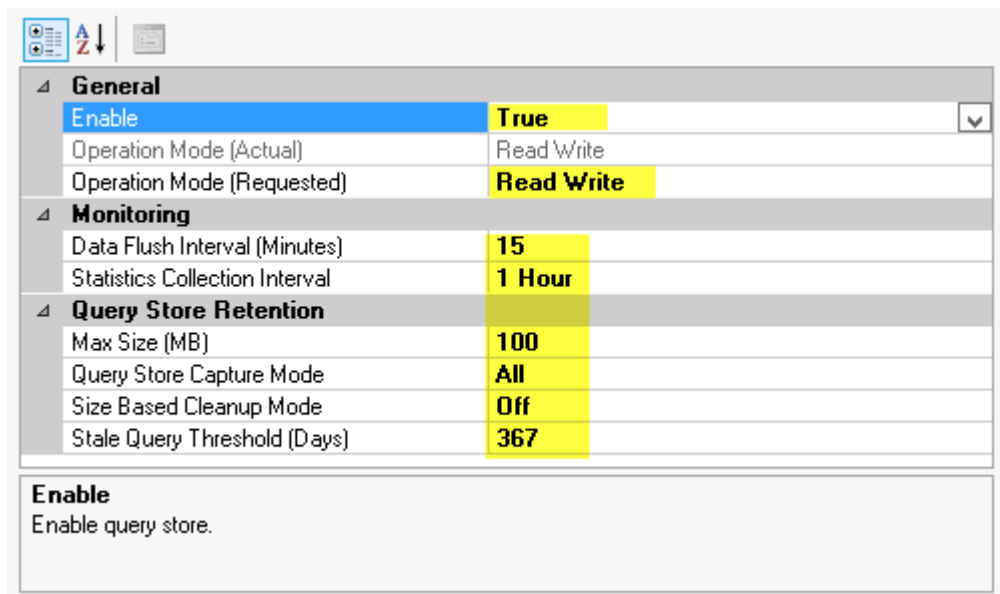 A
Z
General
Enable True
Operation Mode (Actual) Read Write
Operation Mode (Requested) Read Write
Monitoring
Data Flush Interval (Minutes) 15
Statistics Collection Interval 1 Hour
Query Store Retention
Max Size (MB) 100
Query Store Capture Mode All
Size Based Cleanup Mode Off
Stale Query Threshold (Days) 367
Enable
Enable query store.